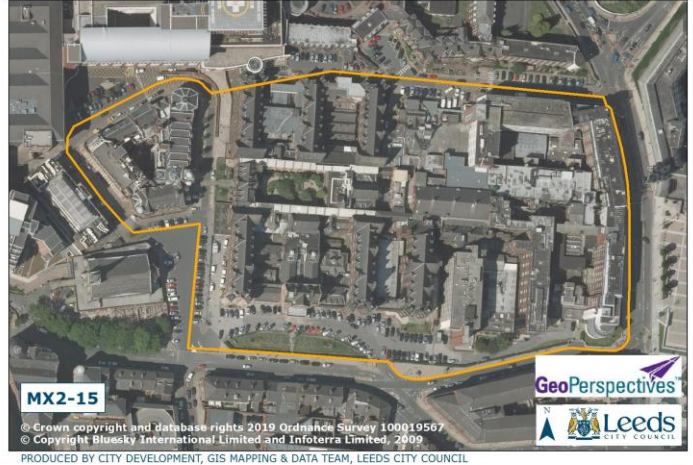 MX2-15
© Crown copyright and database rights 2019 Ordnance Survey 100019567
© Copyright Bluesky International Limited and Infoterra Limited, 2009
GeoPerspectives™
N
Leeds
CITY COUNCIL
PRODUCED BY CITY DEVELOPMENT, GIS MAPPING & DATA TEAM, LEEDS CITY COUNCIL